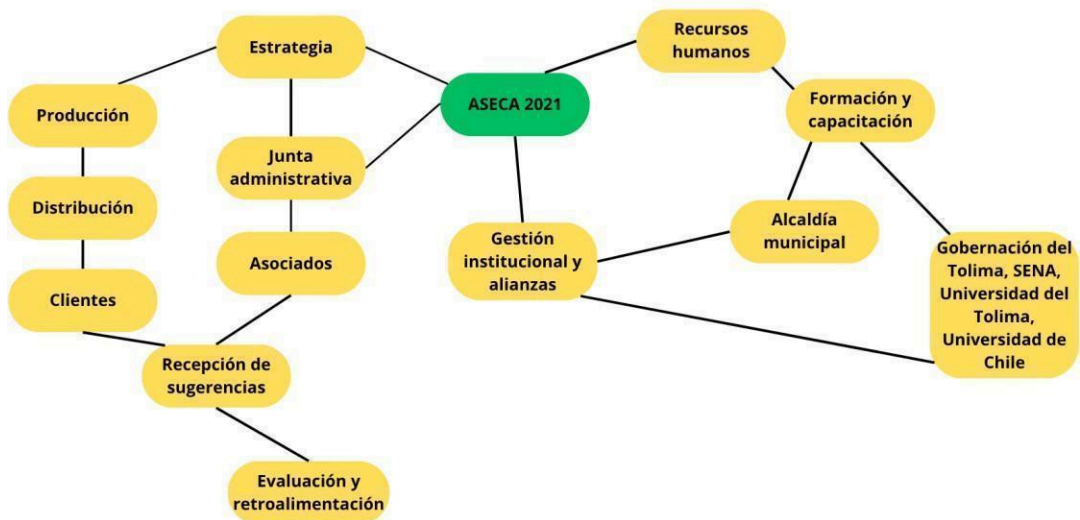 Estrategia
Recursos
humanos
ASECA 2021
Producción
Formación y
capacitación
Junta
administrativa
Distribución
Alcaldía
municipal
Gestión
institucional y
alianzas
Asociados
Gobernación del
Tolima, SENA,
Universidad del
Tolima,
Universidad de
Chile
Clientes
Recepción de
sugerencias
Evaluación y
retroalimentación